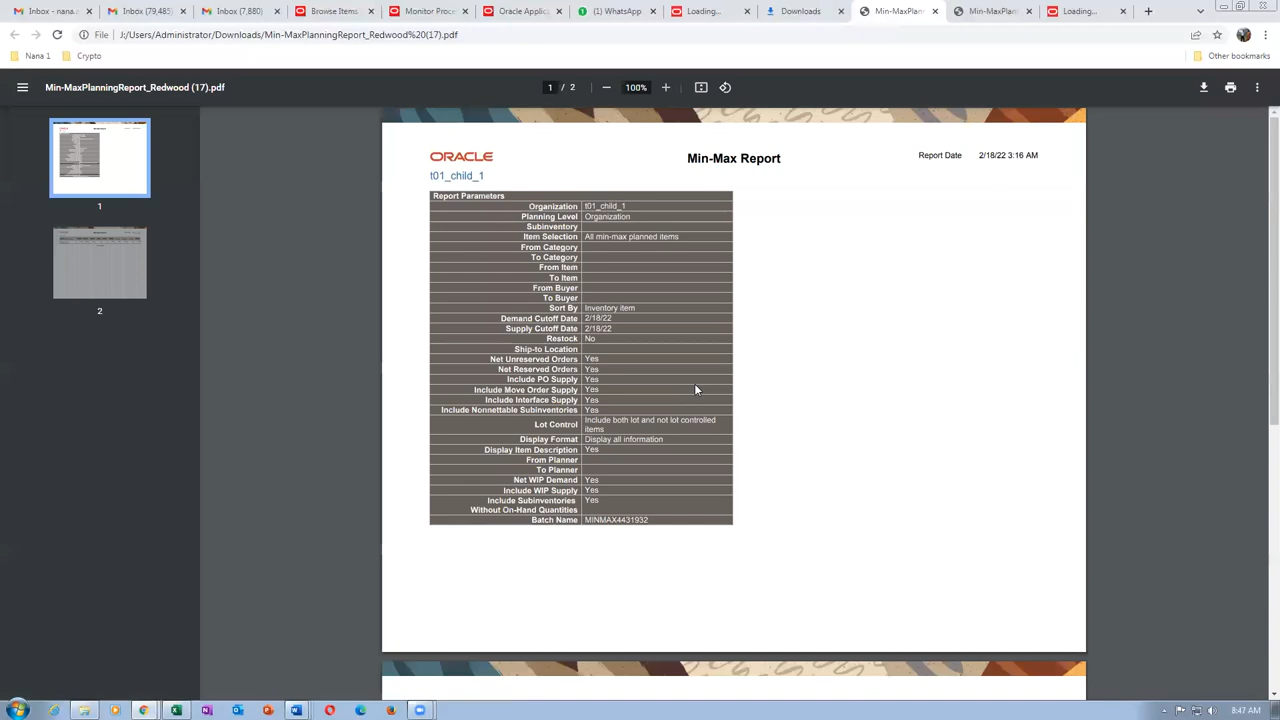 Inbox - nana.
Inbox (79,485)
Inbox (7,880)
Browse Items
Monitor Proce
Oracle Applica
(1) WhatsApp
Loading...
Downloads
Min-MaxPlann
Min-MaxPlann
Loading...
File J:/Users/Administrator/Downloads/Min-MaxPlanningReport_Redwood%20(17).pdf
Nana 1
Crypto
Other bookmarks
Min-MaxPlanningReport_Redwood (17).pdf
1 / 2
100%
1
2
ORACLE
Min-Max Report
Report Date 2/18/22 3:16 AM
t01_child_1
Report Parameters
Organization t01_child_1
Planning Level Organization
Subinventory
Item Selection All min-max planned items
From Category
To Category
From Item
To Item
From Buyer
To Buyer
Sort By Inventory item
Demand Cutoff Date 2/18/22
Supply Cutoff Date 2/18/22
Restock No
Ship-to Location
Net Unreserved Orders Yes
Net Reserved Orders Yes
Include PO Supply Yes
Include Move Order Supply Yes
Include Interface Supply Yes
Include Nonnettable Subinventories Yes
Lot Control Include both lot and not lot controlled
items
Display Format Display all information
Display Item Description Yes
From Planner
To Planner
Net WIP Demand Yes
Include WIP Supply Yes
Include Subinventories Yes
Without On-Hand Quantities
Batch Name MINMAX4431932
8:47 AM